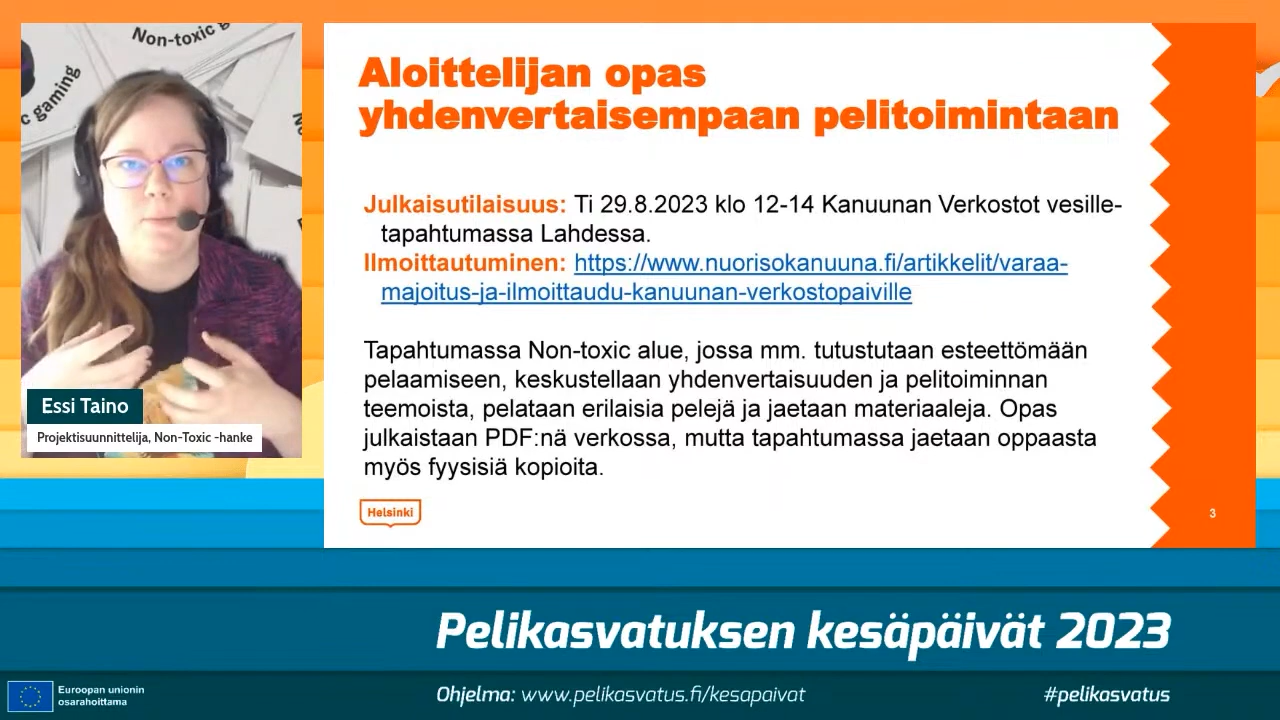 Non-toxic g
c gaming
Essi Taino
Projektisuunnittelija, Non-Toxic -hanke
Aloittelijan opas
yhdenvertaisempaan pelitoimintaan
Julkaisutilaisuus: Ti 29.8.2023 klo 12-14 Kanuunan Verkostot vesille-
tapahtumassa Lahdessa.
Ilmoittautuminen: https://www.nuorisokanuuna.fi/artikkelit/varaa-
majoitus-ja-ilmoittaudu-kanuunan-verkostopaiville
Tapahtumassa Non-toxic alue, jossa mm. tutustutaan esteettömään
pelaamiseen, keskustellaan yhdenvertaisuuden ja pelitoiminnan
teemoista, pelataan erilaisia pelejä ja jaetaan materiaaleja. Opas
julkaistaan PDF:nä verkossa, mutta tapahtumassa jaetaan oppaasta
myös fyysisiä kopioita.
Helsinki
3
Pelikasvatuksen kesäpäivät 2023
Euroopan unionin
osarahoittama
Ohjelma: www.pelikasvatus.fi/kesapaivat
#pelikasvatus